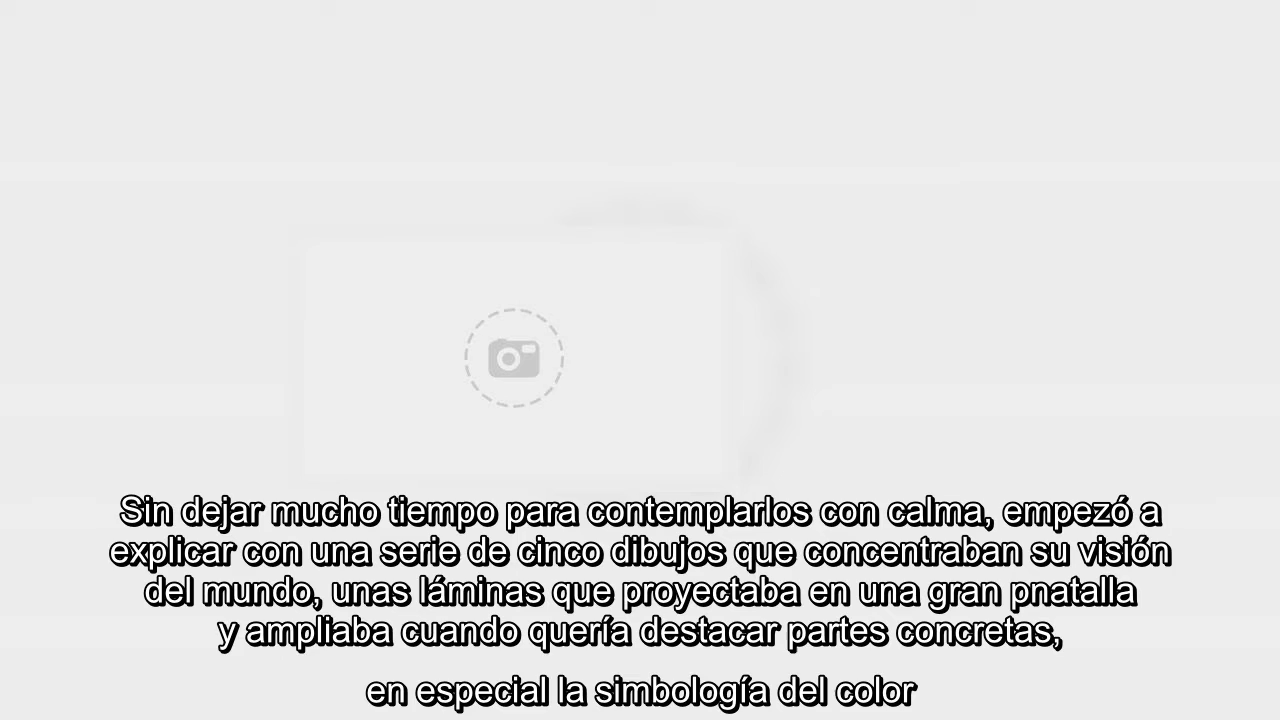 Sin dejar mucho tiempo para contemplarlos con calma, empezó a
explicar con una serie de cinco dibujos que concentraban su visión
del mundo, unas láminas que proyectaba en una gran pnatalla
y ampliaba cuando quería destacar partes concretas,
en especial la simbología del color